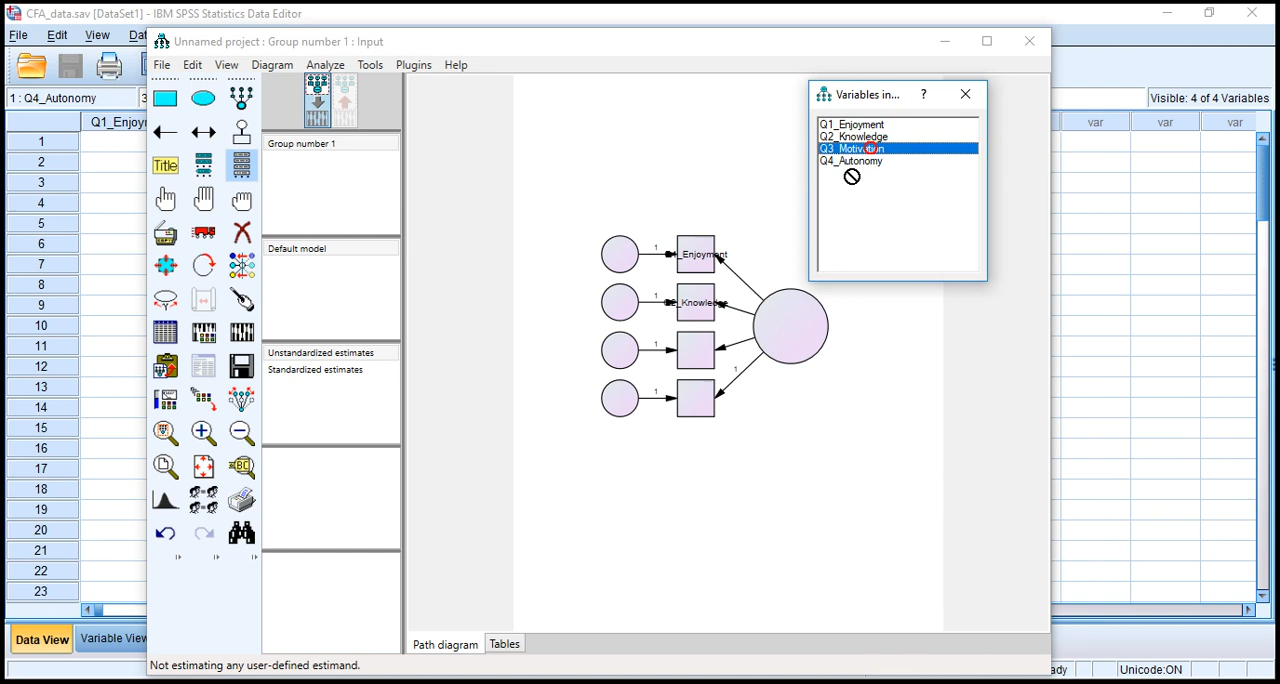 CFA_data.sav [DataSet1] - IBM SPSS Statistics Data Editor
File Edit View
Unnamed project : Group number 1 : Input
File Edit View Diagram Analyze Tools Plugins Help
1 : Q4_Autonomy
Visible: 4 of 4 Variables
Variables in... ?
var var var
Group number 1
Q1_Enjoyment
Q2_Knowledge
Q3_Motivation
Q4_Autonomy
Title
1
2
3
4
5
6
7
8
9
10
11
12
13
14
15
16
17
18
19
20
21
22
23
Default model
1
_Enjoyment
1
1
1
1
Unstandardized estimates
Standardized estimates
Path diagram Tables
Data View Variable View
Not estimating any user-defined estimand.
Unicode:ON